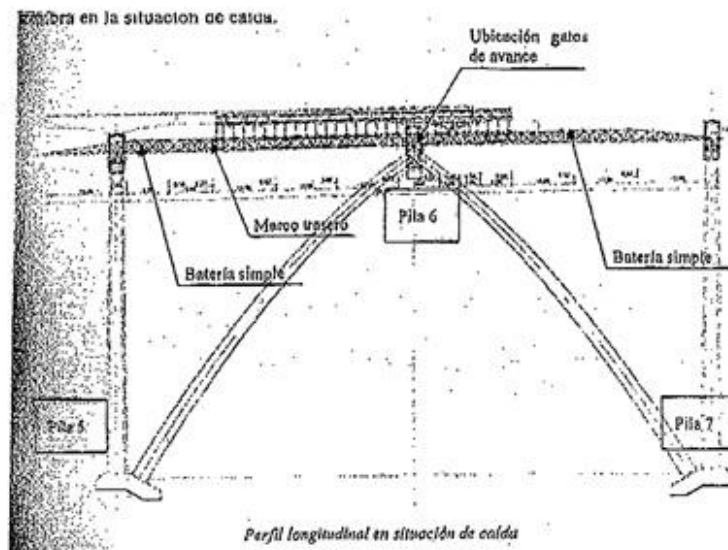 en la situación de caída.
Ubicación gatos
de avance
Pila 6
Marco trasero
Batería simple
Batería simple
Pila 5
Pila 7
Perfil longitudinal en situación de caída